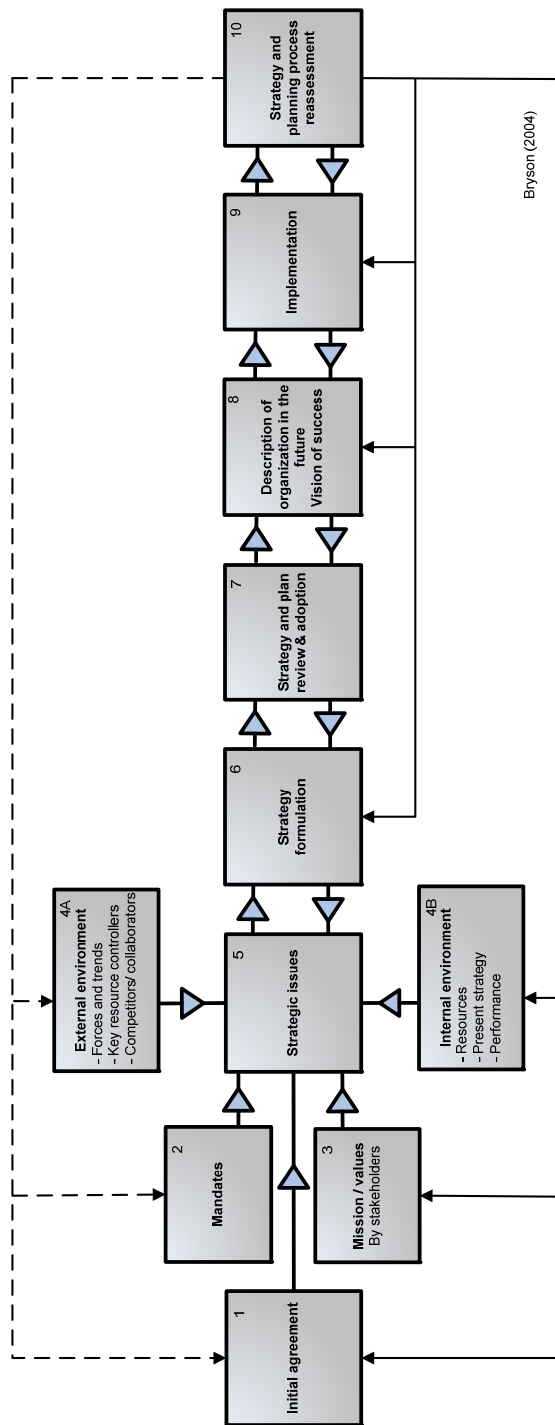 1
Initial agreement
2
Mandates
3
Mission / values
By stakeholders
4A
External environment
- Forces and trends
- Key resource controllers
- Competitors/ collaborators
4B
Internal environment
- Resources
- Present strategy
- Performance
5
Strategic issues
6
Strategy
formulation
7
Strategy and plan
review & adoption
8
Description of
organization in the
future
Vision of success
9
Implementation
10
Strategy and
planning process
reassessment
Bryson (2004)